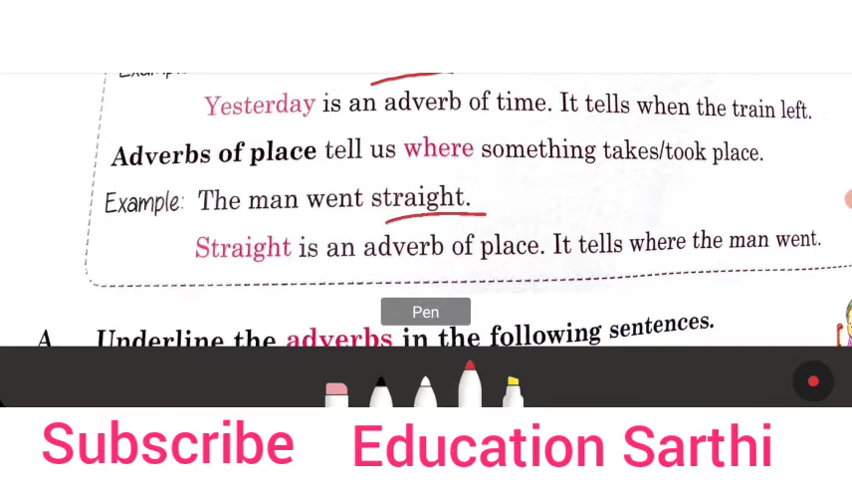 Example:
Yesterday is an adverb of time. It tells when the train left.
Adverbs of place tell us where something takes/took place.
Example: The man went straight.
Straight is an adverb of place. It tells where the man went.
Pen
A Underline the adverbs in the following sentences.
Subscribe Education Sarthi